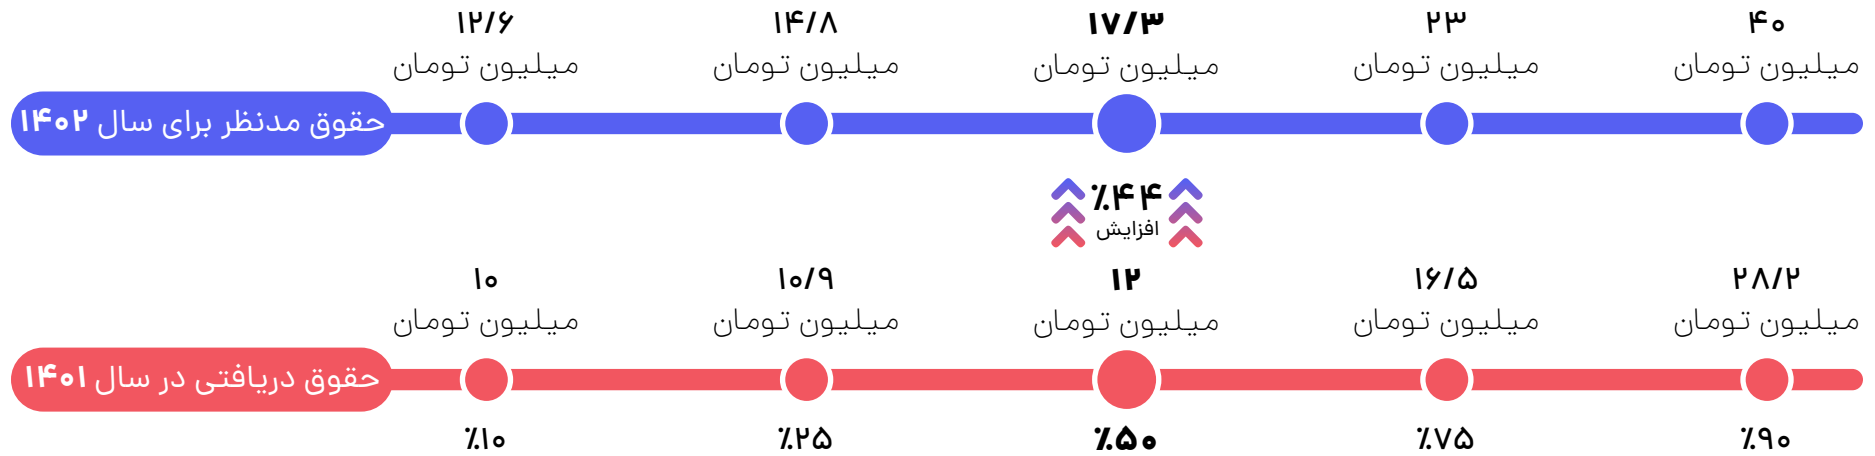 ۱۲/۶ ۱۴/۸ ۱۷/۳ ۲۳ ۴۰
میلیون تومان میلیون تومان میلیون تومان میلیون تومان میلیون تومان
حقوق مدنظر برای سال ۱۴۰۲
٪۴۴
افزایش
۱۰ ۱۰/۹ ۱۲ ۱۶/۵ ۲۸/۲
میلیون تومان میلیون تومان میلیون تومان میلیون تومان میلیون تومان
حقوق دریافتی در سال ۱۴۰۱
٪۱۰ ٪۲۵ ٪۵۰ ٪۷۵ ٪۹۰